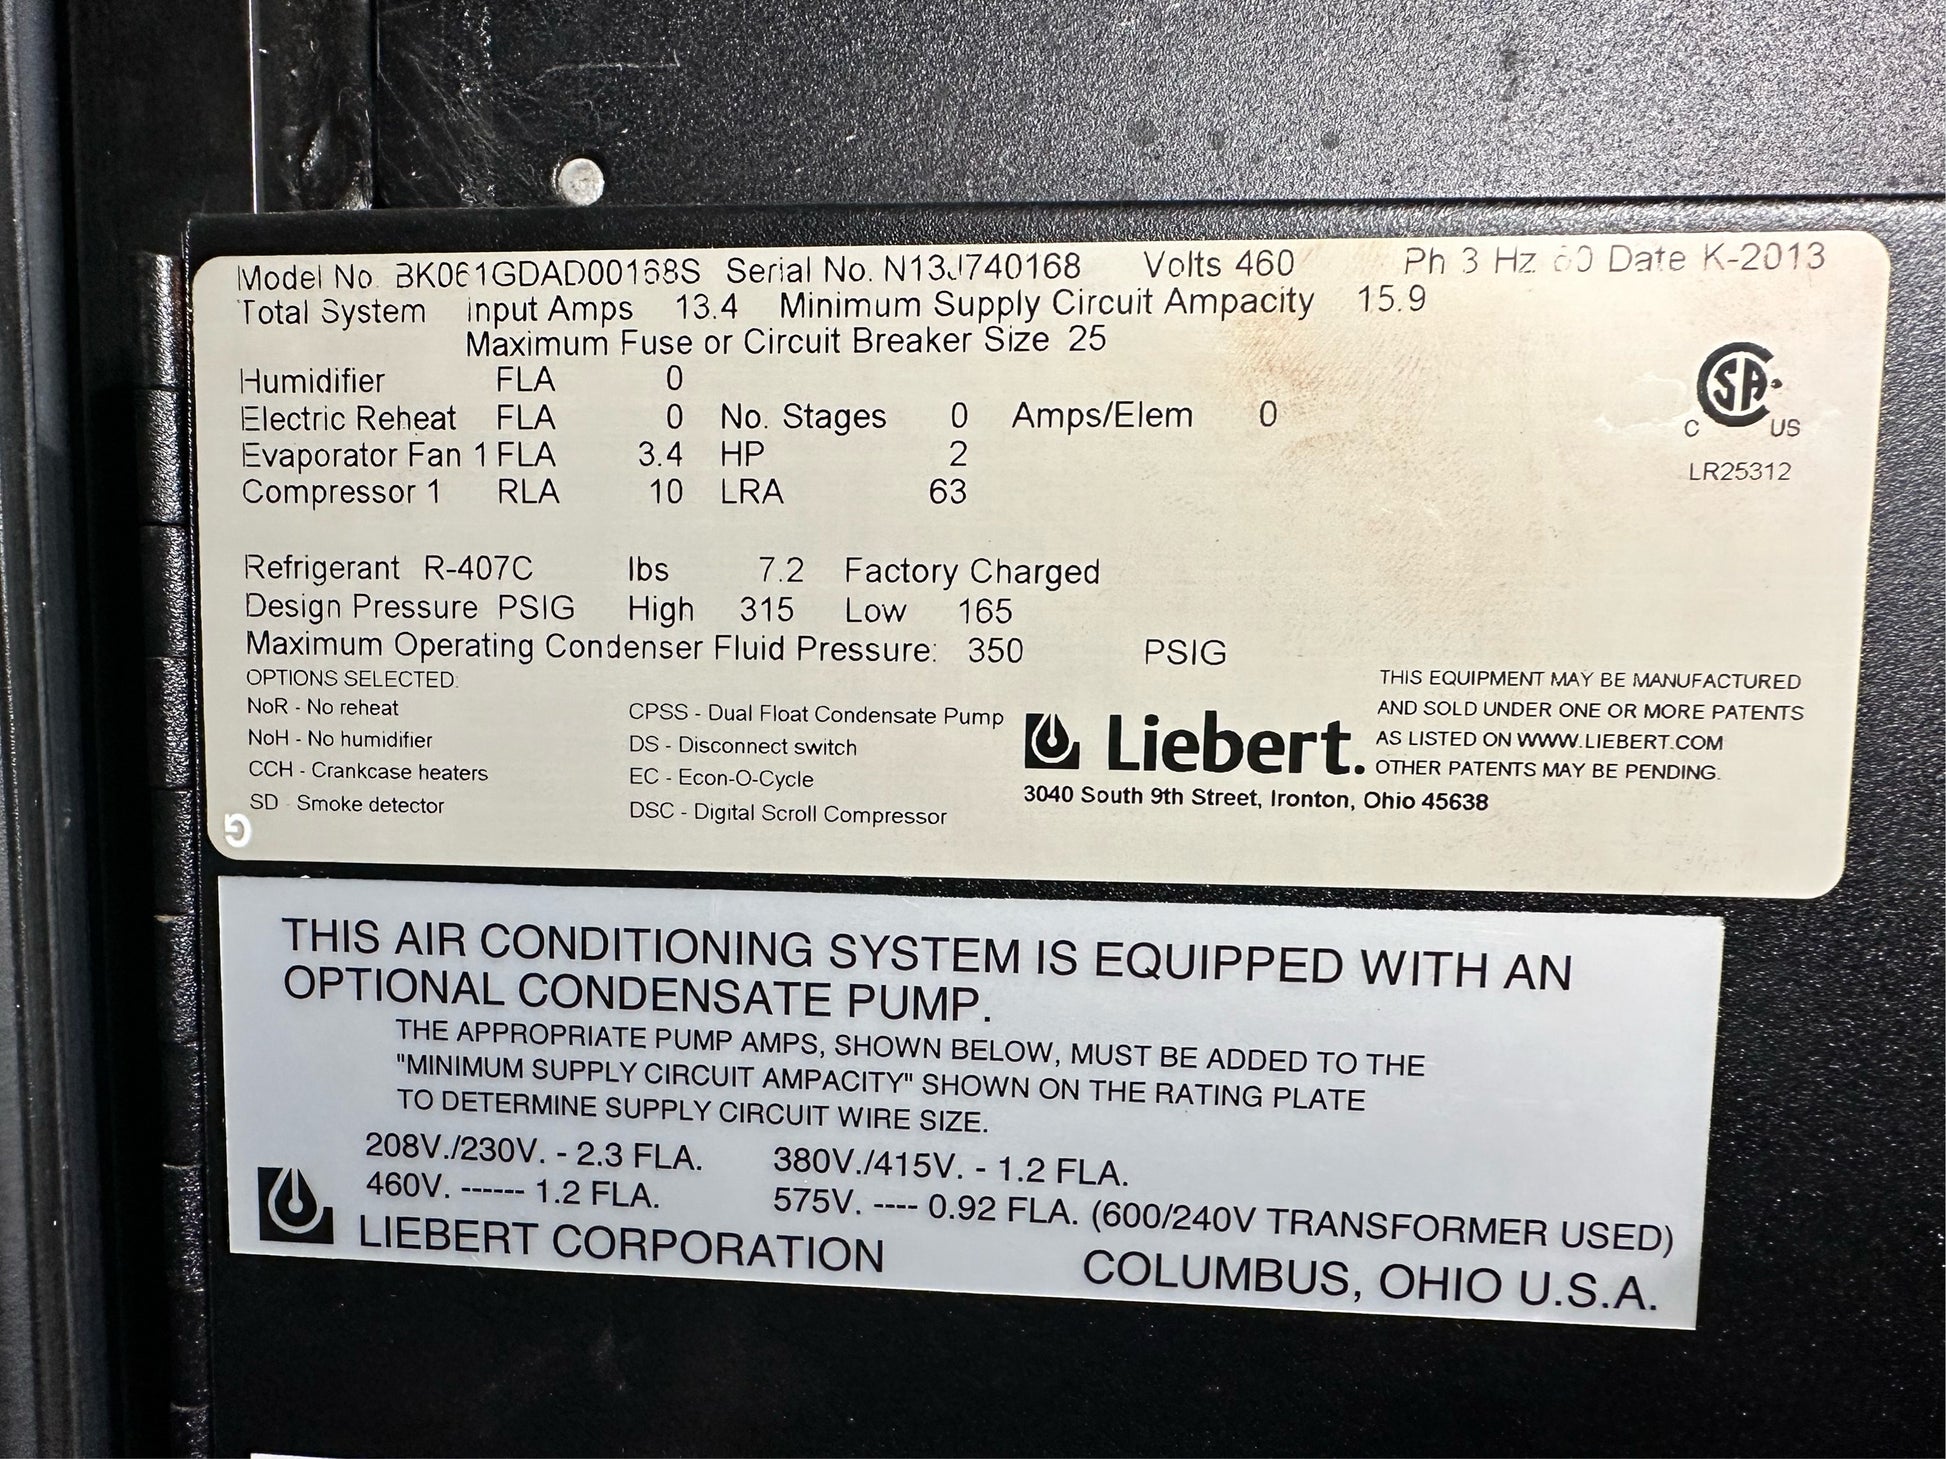 Model No. BK061GDAD00168S Serial No. N13J740168 Volts 460 Ph 3 Hz 60 Date K-2013
Total System Input Amps 13.4 Minimum Supply Circuit Ampacity 15.9
Maximum Fuse or Circuit Breaker Size 25
Humidifier FLA 0
Electric Reheat FLA 0 No. Stages 0 Amps/Elem 0
Evaporator Fan 1 FLA 3.4 HP 2
Compressor 1 RLA 10 LRA 63
SA
C US
LR25312
Refrigerant R-407C lbs 7.2 Factory Charged
Design Pressure PSIG High 315 Low 165
Maximum Operating Condenser Fluid Pressure: 350 PSIG
OPTIONS SELECTED:
NoR - No reheat
NoH - No humidifier
CCH - Crankcase heaters
SD - Smoke detector
CPSS - Dual Float Condensate Pump
DS - Disconnect switch
EC - Econ-O-Cycle
DSC - Digital Scroll Compressor
Liebert.
3040 South 9th Street, Ironton, Ohio 45638
THIS EQUIPMENT MAY BE MANUFACTURED
AND SOLD UNDER ONE OR MORE PATENTS
AS LISTED ON WWW.LIEBERT.COM
OTHER PATENTS MAY BE PENDING.
G
THIS AIR CONDITIONING SYSTEM IS EQUIPPED WITH AN
OPTIONAL CONDENSATE PUMP.
THE APPROPRIATE PUMP AMPS, SHOWN BELOW, MUST BE ADDED TO THE
"MINIMUM SUPPLY CIRCUIT AMPACITY" SHOWN ON THE RATING PLATE
TO DETERMINE SUPPLY CIRCUIT WIRE SIZE.
208V./230V. - 2.3 FLA. 380V./415V. - 1.2 FLA.
460V. ------ 1.2 FLA. 575V. ---- 0.92 FLA. (600/240V TRANSFORMER USED)
LIEBERT CORPORATION COLUMBUS, OHIO U.S.A.